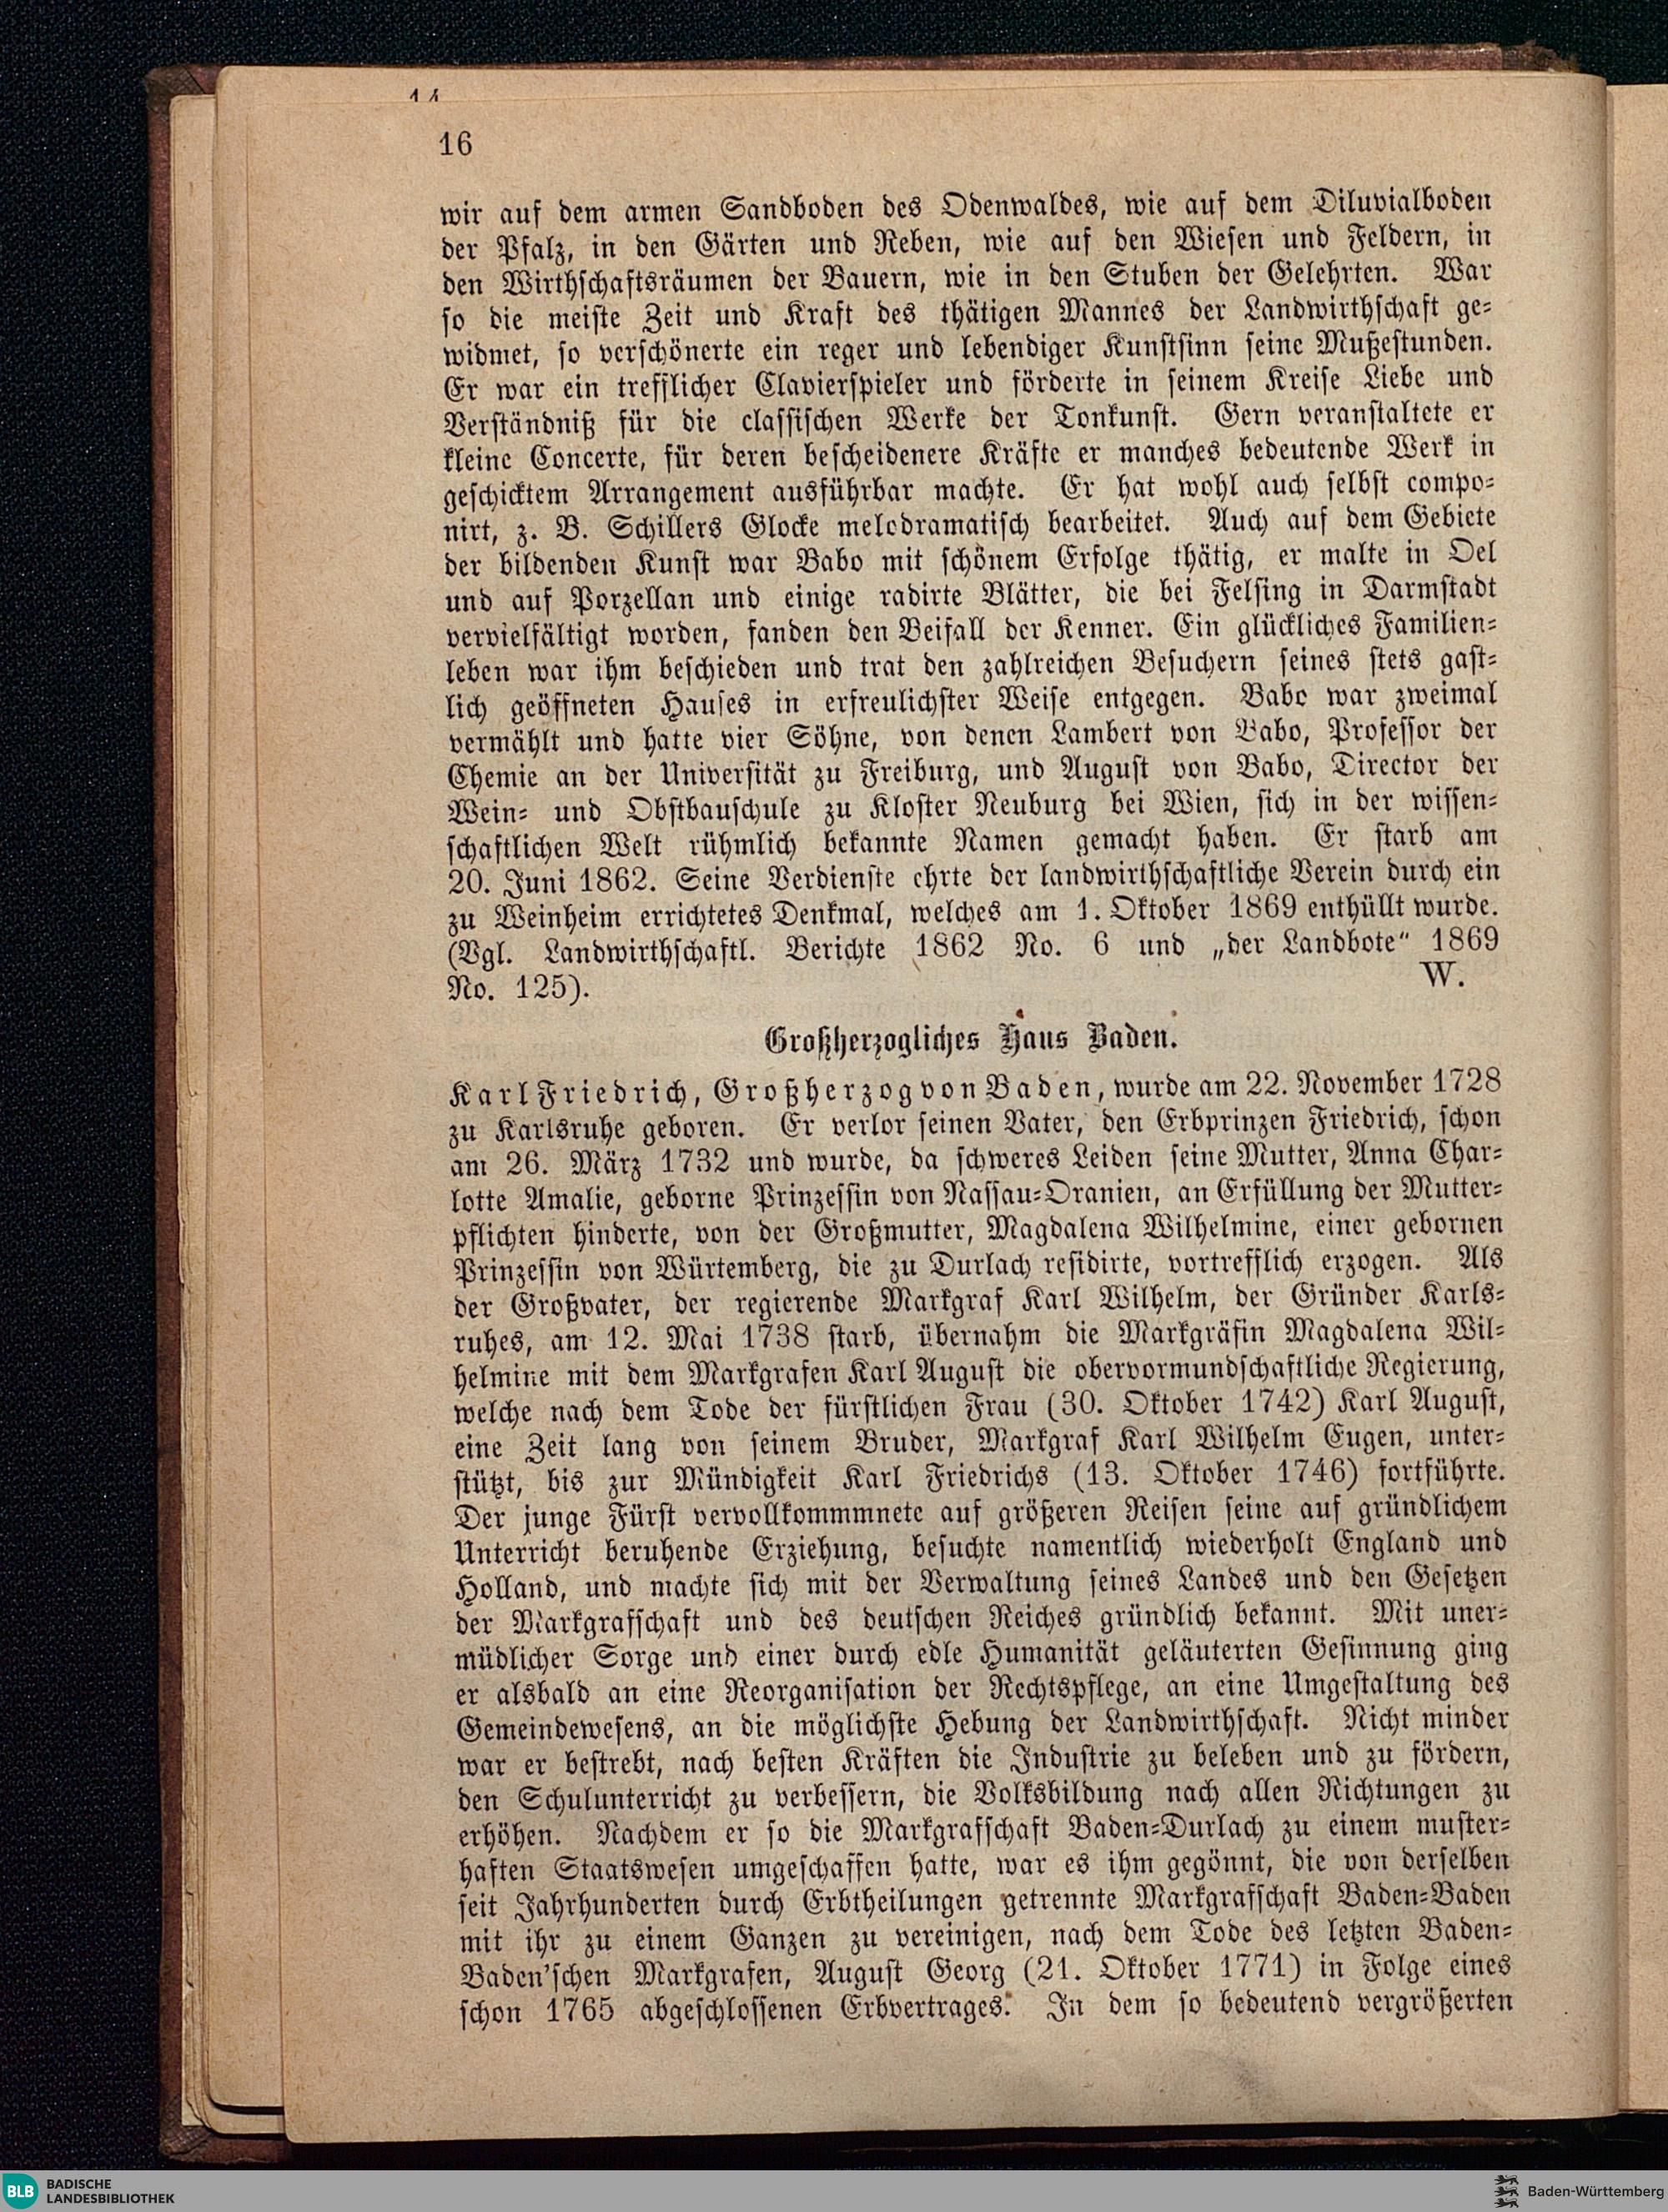 14
16
wir auf dem armen Sandboden des Odenwaldes, wie auf dem Diluvialboden
der Pfalz, in den Gärten und Reben, wie auf den Wiesen und Feldern, in
den Wirthschaftsräumen der Bauern, wie in den Stuben der Gelehrten. War
so die meiste Zeit und Kraft des thätigen Mannes der Landwirthschaft ge-
widmet, so verschönerte ein reger und lebendiger Kunstsinn seine Mußestunden.
Er war ein trefflicher Clavierspieler und förderte in seinem Kreise Liebe und
Verständniß für die classischen Werke der Tonkunst. Gern veranstaltete er
kleine Concerte, für deren bescheidenere Kräfte er manches bedeutende Werk in
geschicktem Arrangement ausführbar machte. Er hat wohl auch selbst compo-
nirt, z. B. Schillers Glocke melodramatisch bearbeitet. Auch auf dem Gebiete
der bildenden Kunst war Babo mit schönem Erfolge thätig, er malte in Oel
und auf Porzellan und einige radirte Blätter, die bei Felsing in Darmstadt
vervielfältigt worden, fanden den Beifall der Kenner. Ein glückliches Familien-
leben war ihm beschieden und trat den zahlreichen Besuchern seines stets gast-
lich geöffneten Hauses in erfreulichster Weise entgegen. Babo war zweimal
vermählt und hatte vier Söhne, von denen Lambert von Babo, Professor der
Chemie an der Universität zu Freiburg, und August von Babo, Director der
Wein- und Obstbauschule zu Kloster Neuburg bei Wien, sich in der wissen-
schaftlichen Welt rühmlich bekannte Namen gemacht haben. Er starb am
20. Juni 1862. Seine Verdienste ehrte der landwirthschaftliche Verein durch ein
zu Weinheim errichtetes Denkmal, welches am 1. Oktober 1869 enthüllt wurde.
(Vgl. Landwirthschaftl. Berichte 1862 No. 6 und „der Landbote“ 1869
No. 125). W.
Großherzogliches Haus Baden.
Karl Friedrich, Großherzog von Baden, wurde am 22. November 1728
zu Karlsruhe geboren. Er verlor seinen Vater, den Erbprinzen Friedrich, schon
am 26. März 1732 und wurde, da schweres Leiden seine Mutter, Anna Char-
lotte Amalie, geborne Prinzessin von Nassau-Oranien, an Erfüllung der Mutter-
pflichten hinderte, von der Großmutter, Magdalena Wilhelmine, einer gebornen
Prinzessin von Würtemberg, die zu Durlach residirte, vortrefflich erzogen. Als
der Großvater, der regierende Markgraf Karl Wilhelm, der Gründer Karls-
ruhes, am 12. Mai 1738 starb, übernahm die Markgräfin Magdalena Wil-
helmine mit dem Markgrafen Karl August die obervormundschaftliche Regierung,
welche nach dem Tode der fürstlichen Frau (30. Oktober 1742) Karl August,
eine Zeit lang von seinem Bruder, Markgraf Karl Wilhelm Eugen, unter-
stützt, bis zur Mündigkeit Karl Friedrichs (13. Oktober 1746) fortführte.
Der junge Fürst vervollkommmnete auf größeren Reisen seine auf gründlichem
Unterricht beruhende Erziehung, besuchte namentlich wiederholt England und
Holland, und machte sich mit der Verwaltung seines Landes und den Gesetzen
der Markgrafschaft und des deutschen Reiches gründlich bekannt. Mit uner-
müdlicher Sorge und einer durch edle Humanität geläuterten Gesinnung ging
er alsbald an eine Reorganisation der Rechtspflege, an eine Umgestaltung des
Gemeindewesens, an die möglichste Hebung der Landwirthschaft. Nicht minder
war er bestrebt, nach besten Kräften die Industrie zu beleben und zu fördern,
den Schulunterricht zu verbessern, die Volksbildung nach allen Richtungen zu
erhöhen. Nachdem er so die Markgrafschaft Baden-Durlach zu einem muster-
haften Staatswesen umgeschaffen hatte, war es ihm gegönnt, die von derselben
seit Jahrhunderten durch Erbtheilungen getrennte Markgrafschaft Baden-Baden
mit ihr zu einem Ganzen zu vereinigen, nach dem Tode des letzten Baden-
Baden'schen Markgrafen, August Georg (21. Oktober 1771) in Folge eines
schon 1765 abgeschlossenen Erbvertrages. In dem so bedeutend vergrößerten
BLB BADISCHE
LANDESBIBLIOTHEK
Baden-Württemberg